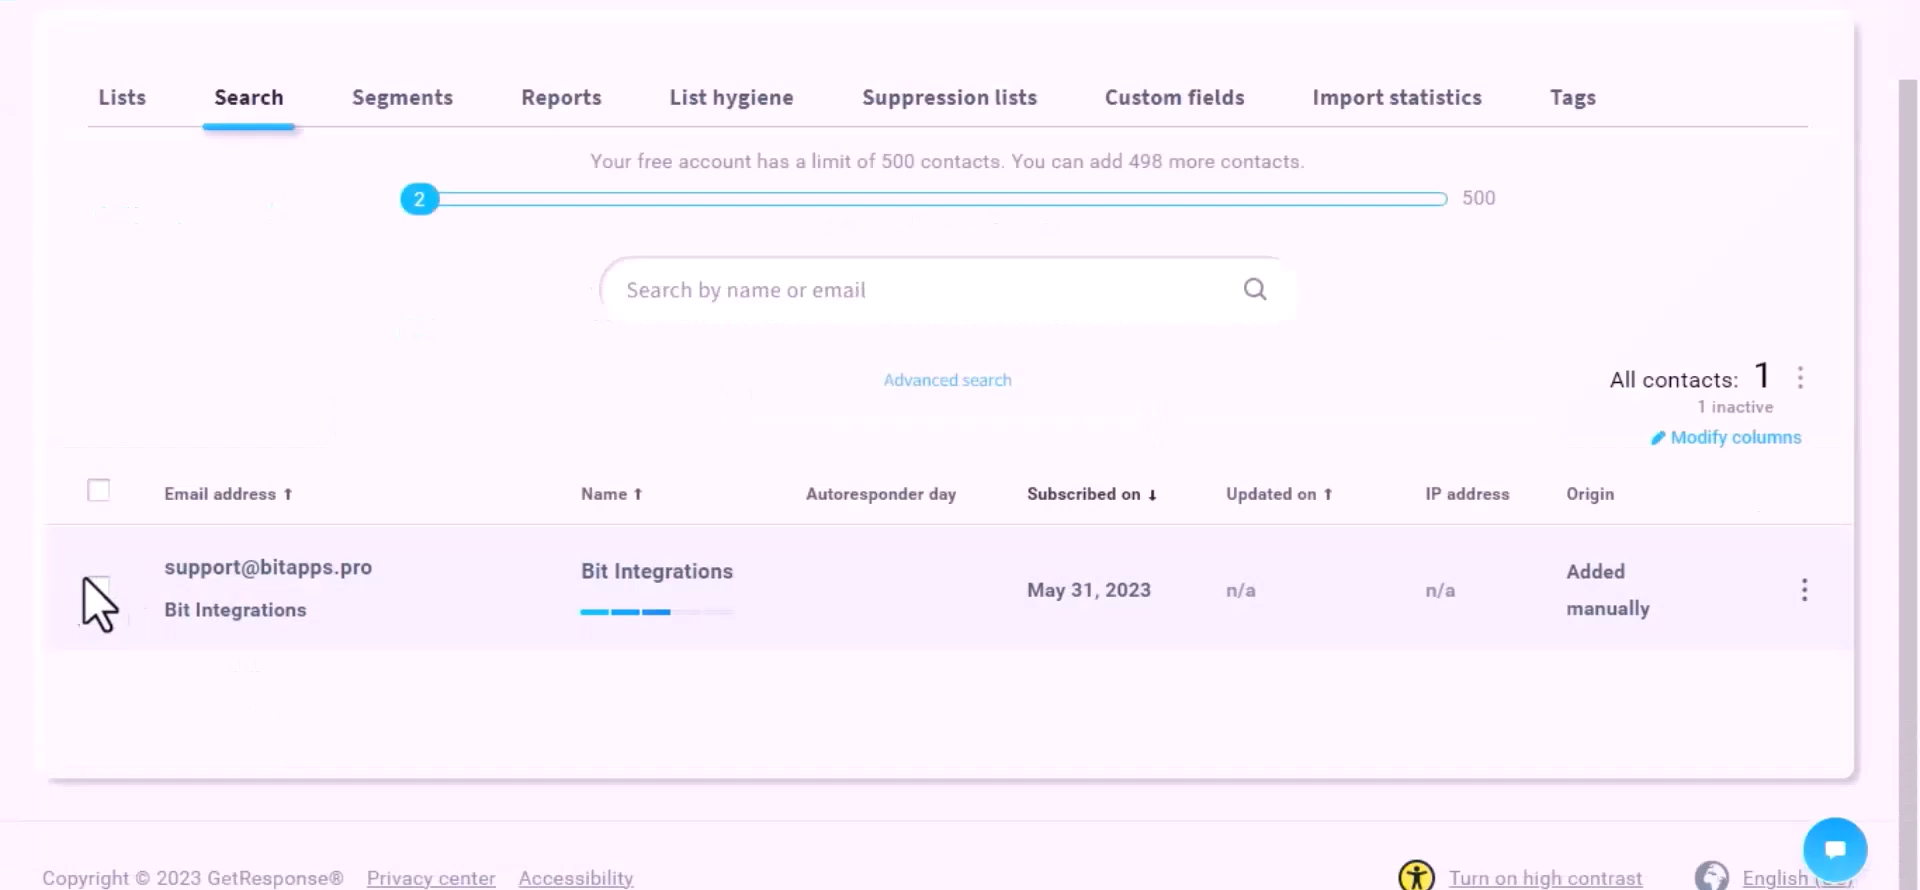 Lists Search Segments Reports List hygiene Suppression lists Custom fields Import statistics Tags
Your free account has a limit of 500 contacts. You can add 498 more contacts.
2 500
Search by name or email
Advanced search
All contacts: 1
1 inactive
Modify columns
Email address ↑ Name ↑ Autoresponder day Subscribed on ↓ Updated on ↑ IP address Origin
support@bitapps.pro Bit Integrations May 31, 2023 n/a n/a Added
Bit Integrations manually
Copyright © 2023 GetResponse® Privacy center Accessibility Turn on high contrast English